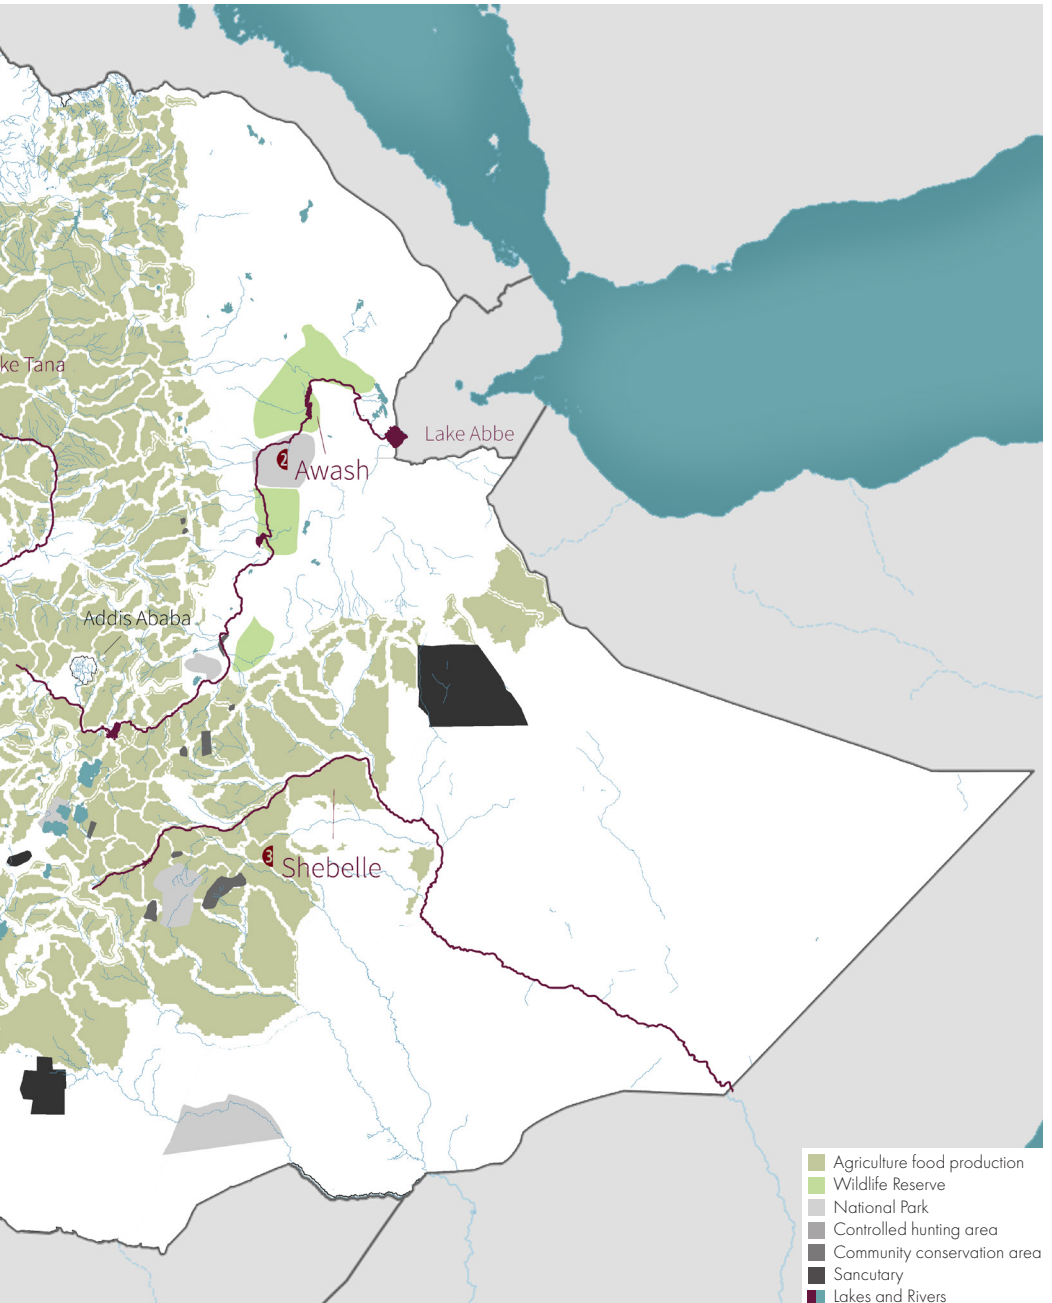 ke Tana
Lake Abbe
2 Awash
Addis Ababa
3 Shebelle
Agriculture food production
Wildlife Reserve
National Park
Controlled hunting area
Community conservation area
Sancutary
Lakes and Rivers